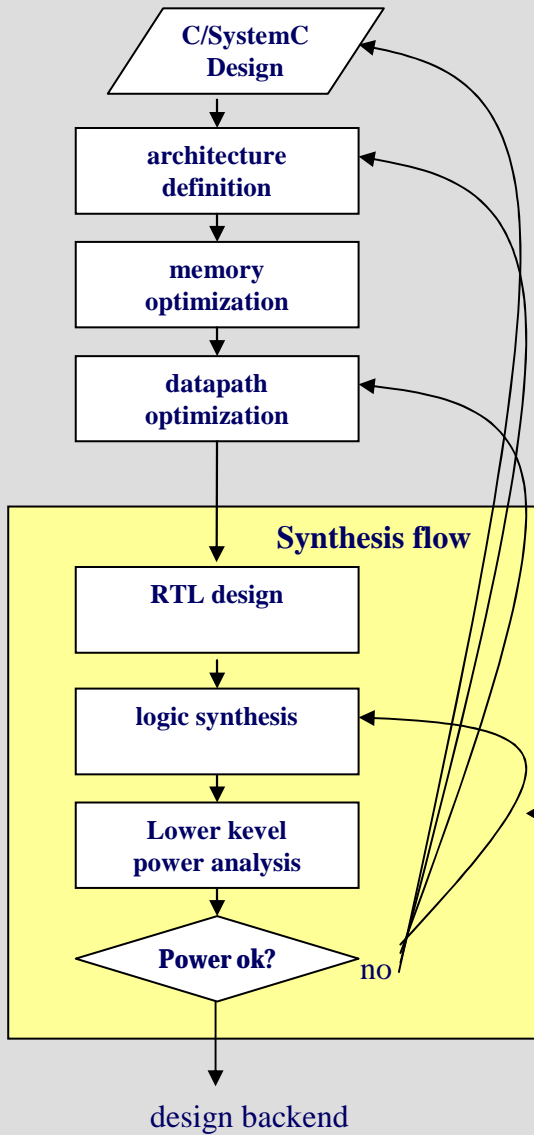 C/SystemC
Design
architecture
definition
memory
optimization
datapath
optimization
Synthesis flow
RTL design
logic synthesis
Lower kevel
power analysis
Power ok?
no
design backend